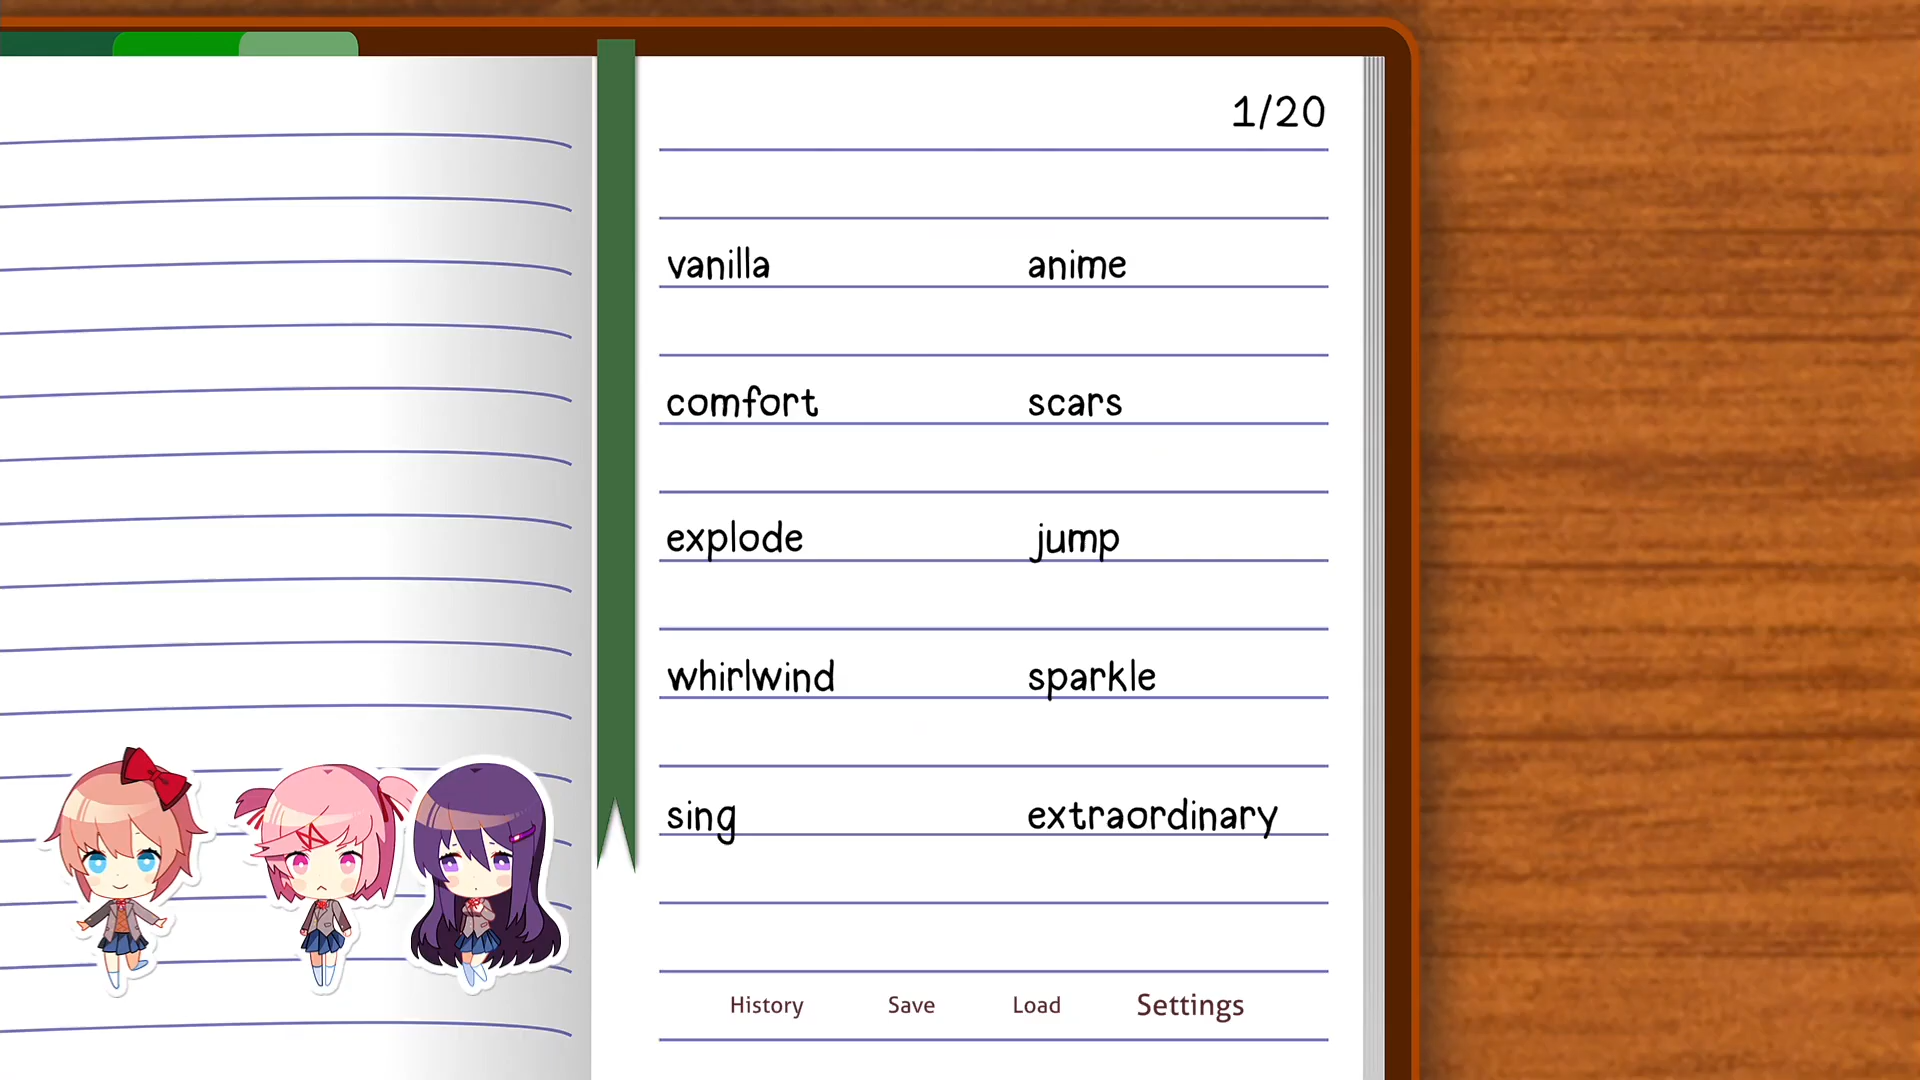 1/20
vanilla anime
comfort scars
explode jump
whirlwind sparkle
sing extraordinary
History Save Load Settings